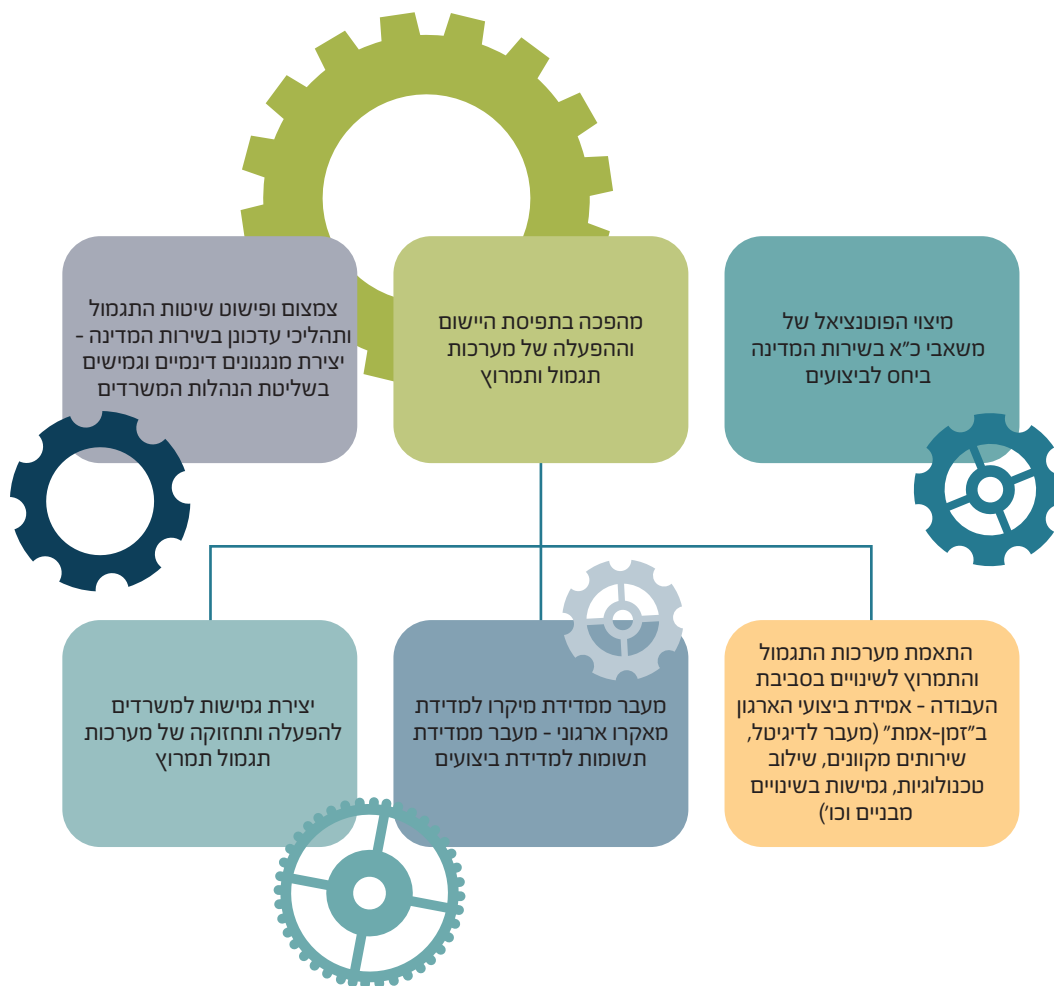 מיצוי הפוטנציאל של
משאבי כ"א בשירות המדינה
ביחס לביצועים
מהפכה בתפיסת היישום
וההפעלה של מערכות
תגמול ותמרוץ
צמצום ופישוט שיטות התגמול
ותהליכי עדכונן בשירות המדינה -
יצירת מנגנונים דינמיים וגמישים
בשליטת הנהלות המשרדים
התאמת מערכות התגמול
והתמרוץ לשינויים בסביבת
העבודה - אמידת ביצועי הארגון
ב"זמן-אמת" (מעבר לדיגיטל,
שירותים מקוונים, שילוב
טכנולוגיות, גמישות בשינויים
מבניים וכו')
מעבר ממדידת מיקרו למדידת
מאקרו ארגוני - מעבר ממדידת
תשומות למדידת ביצועים
יצירת גמישות למשרדים
להפעלה ותחזוקה של מערכות
תגמול תמרוץ